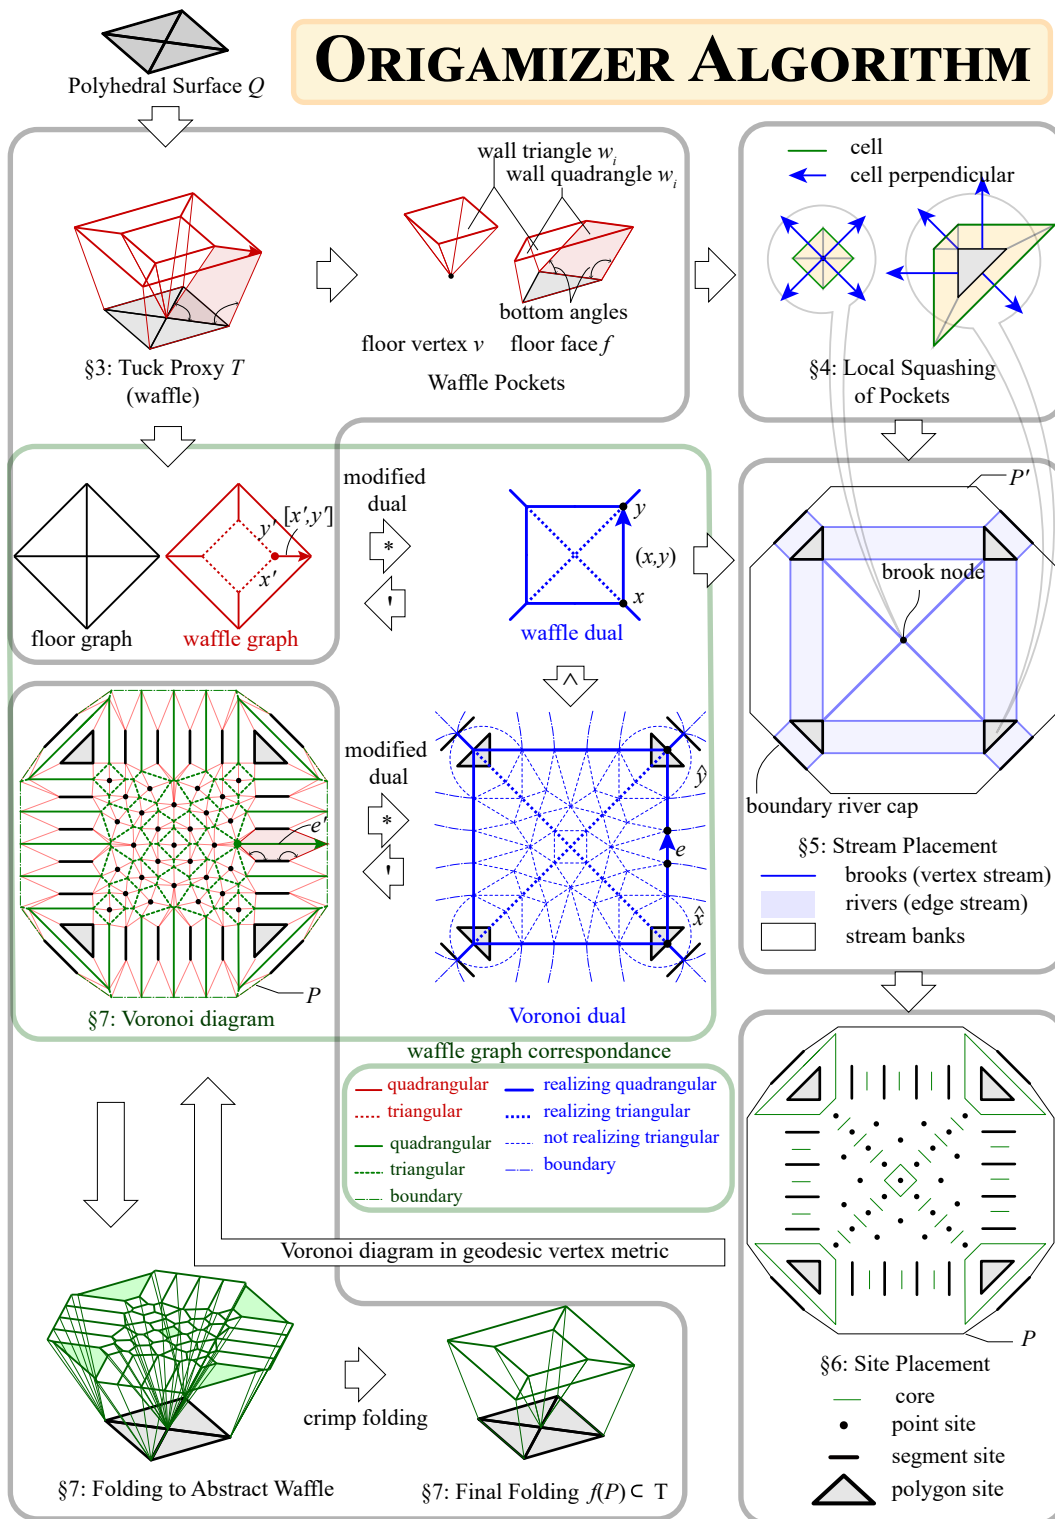 ORIGAMIZER ALGORITHM
Polyhedral Surface Q
wall triangle wᵢ
wall quadrangle wᵢ
bottom angles
floor vertex v
floor face f
Waffle Pockets
§3: Tuck Proxy T
(waffle)
cell
cell perpendicular
§4: Local Squashing
of Pockets
floor graph
y′
[x′,y′]
x′
waffle graph
modified
dual
*
'
y
(x,y)
x
waffle dual
^
P′
brook node
boundary river cap
§5: Stream Placement
brooks (vertex stream)
rivers (edge stream)
stream banks
e′
P
§7: Voronoi diagram
modified
dual
*
'
ŷ
e
x̂
Voronoi dual
waffle graph correspondance
quadrangular
triangular
quadrangular
triangular
boundary
realizing quadrangular
realizing triangular
not realizing triangular
boundary
Voronoi diagram in geodesic vertex metric
P
§6: Site Placement
core
point site
segment site
polygon site
crimp folding
§7: Folding to Abstract Waffle
§7: Final Folding f(P) ⊂ T